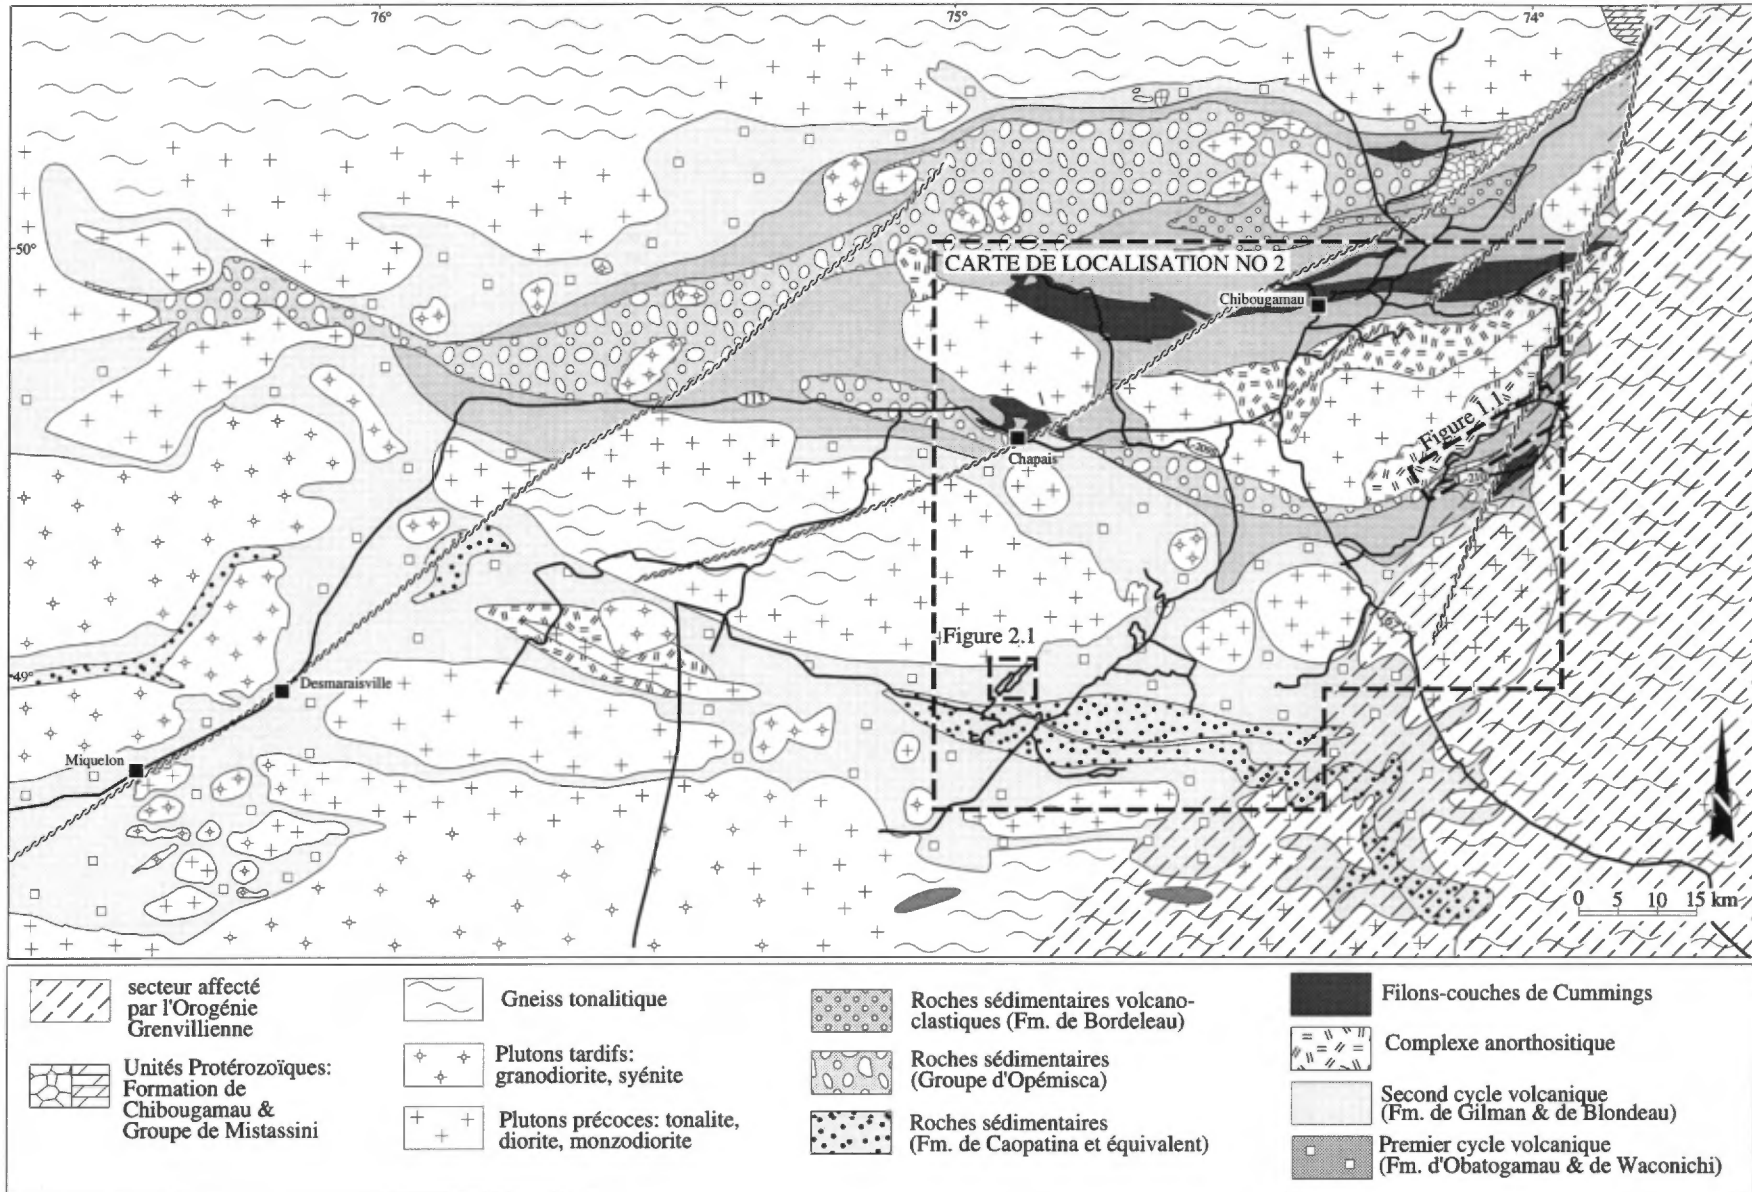 76°
75°
74°
50°
CARTE DE LOCALISATION NO 2
Chibougamau
113
Chapais
Figure 1.1
210
Figure 2.1
49°
Desmaraisville
167
Miquelon
N
0 5 10 15 km
secteur affecté
par l'Orogénie
Grenvillienne
Unités Protérozoïques:
Formation de
Chibougamau &
Groupe de Mistassini
Gneiss tonalitique
Plutons tardifs:
granodiorite, syénite
Plutons précoces: tonalite,
diorite, monzodiorite
Roches sédimentaires volcano-
clastiques (Fm. de Bordeleau)
Roches sédimentaires
(Groupe d'Opémisca)
Roches sédimentaires
(Fm. de Caopatina et équivalent)
Filons-couches de Cummings
Complexe anorthositique
Second cycle volcanique
(Fm. de Gilman & de Blondeau)
Premier cycle volcanique
(Fm. d'Obatogamau & de Waconichi)